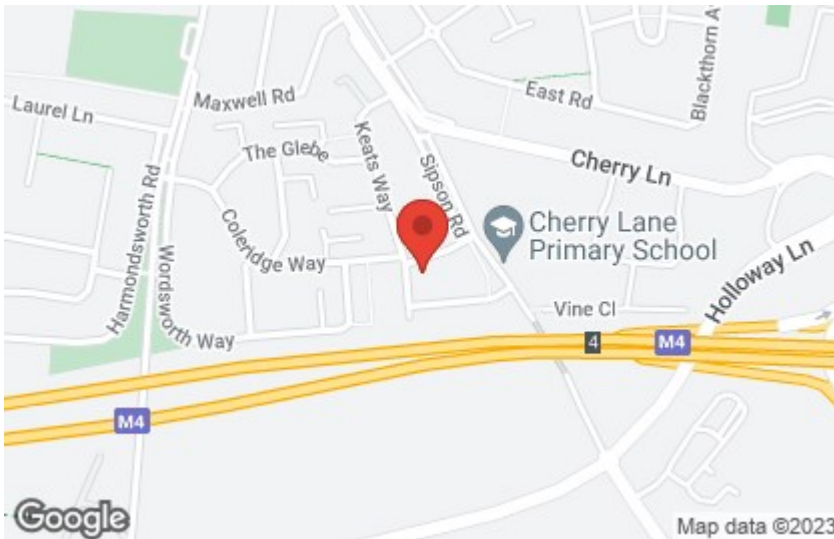 Blackthorn Av
Laurel Ln
Maxwell Rd
East Rd
The Glebe
Keats Way
Sipson Rd
Cherry Ln
Harmondsworth Rd
Wordsworth Way
Coleridge Way
Cherry Lane
Primary School
Holloway Ln
Vine Cl
4
M4
M4
Google
Map data ©2023